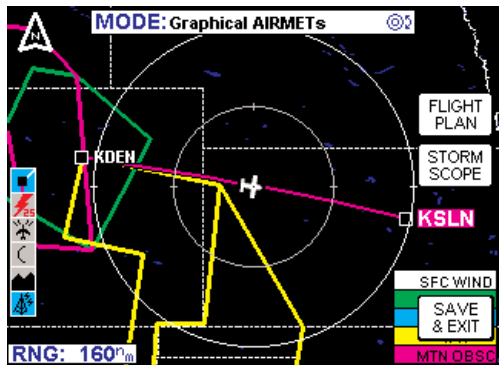 MODE: Graphical AIRMETs
N
FLIGHT
PLAN
KDEN
STORM
SCOPE
25
KSLN
SFC WIND
SAVE
& EXIT
MTN OBSC
RNG: 160nm